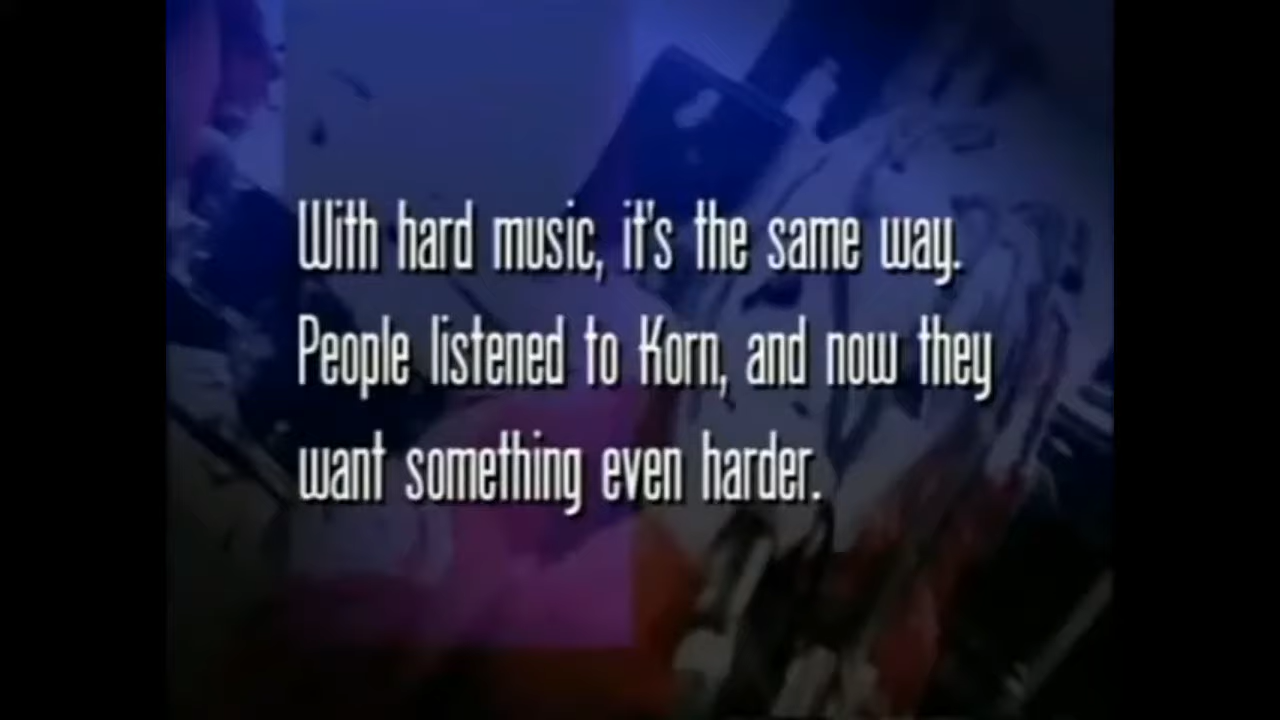 With hard music, it's the same way.
People listened to Korn, and now they
want something even harder.